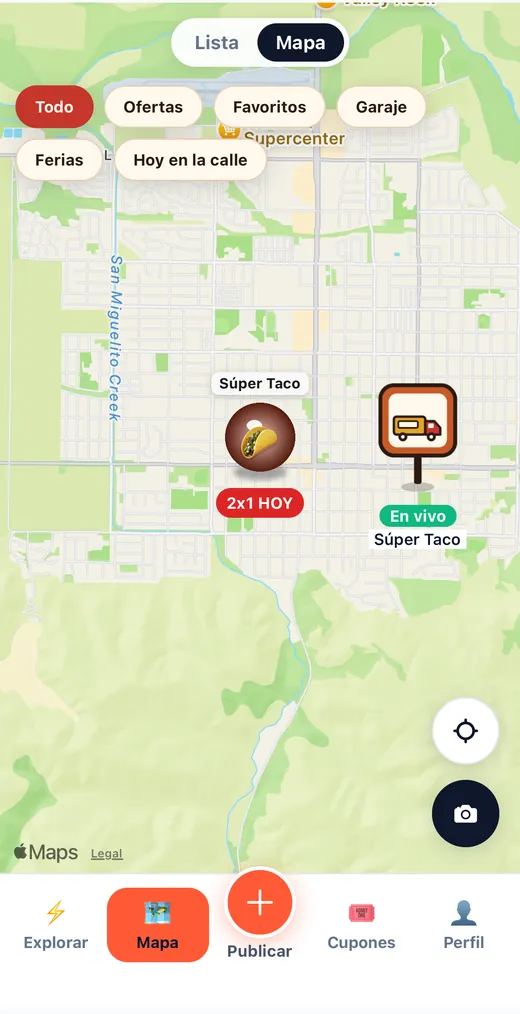 Lista
Mapa
Todo
Ofertas
Favoritos
Garaje
Supercenter
Ferias
L
Hoy en la calle
San Miguelito Creek
Súper Taco
2x1 HOY
En vivo
Súper Taco
Maps
Legal
Explorar
Mapa
Publicar
Cupones
Perfil